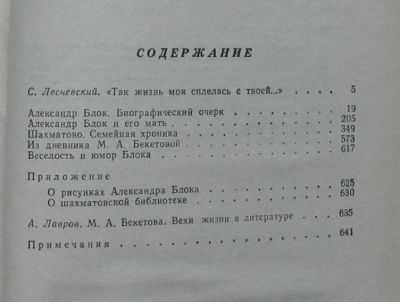 СОДЕРЖАНИЕ
С. Лесневский. «Так жизнь моя сплелась с твоей...» . . . . 5
Александр Блок. Биографический очерк . . . . . . . . 19
Александр Блок и его мать . . . . . . . . . . 205
Шахматово. Семейная хроника . . . . . . . . . 349
Из дневника М. А. Бекетовой . . . . . . . . . 573
Веселость и юмор Блока . . . . . . . . . . 617
Приложение
О рисунках Александра Блока . . . . . . . . 625
О шахматовской библиотеке . . . . . . . . . 630
А. Лавров. М. А. Бекетова. Вехи жизни в литературе . . . . 635
Примечания . . . . . . . . . . . . 641